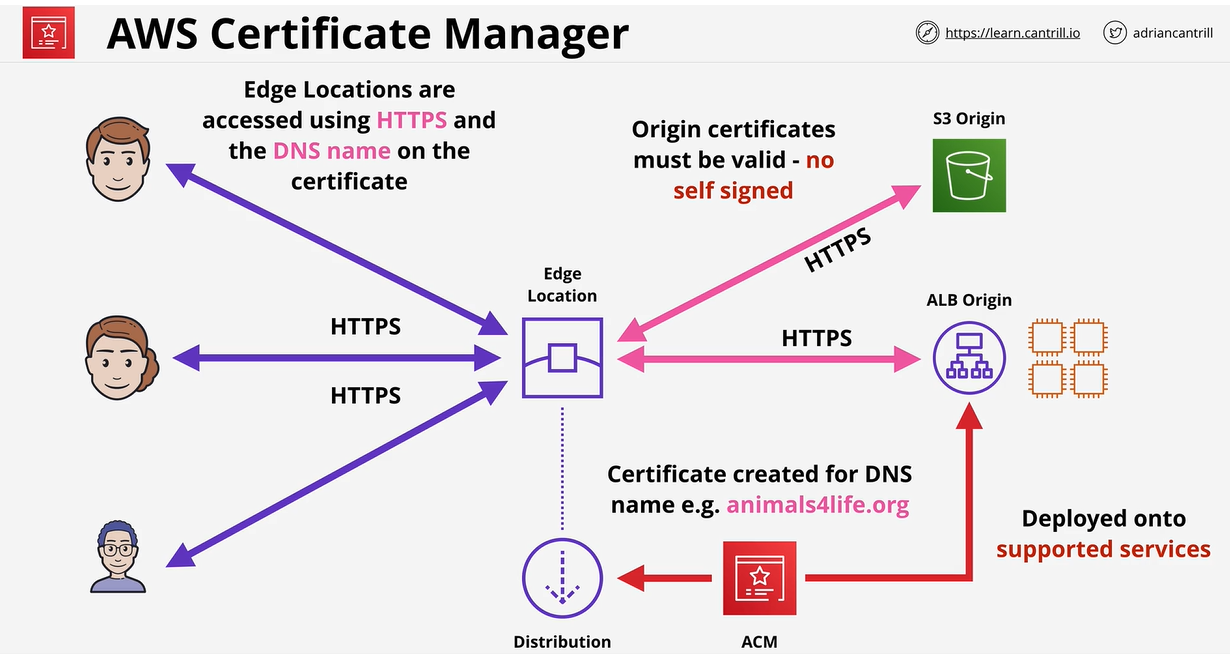 AWS Certificate Manager
https://learn.cantrill.io
adriancantrill
Edge Locations are
accessed using HTTPS and
the DNS name on the
certificate
Origin certificates
must be valid - no
self signed
S3 Origin
HTTPS
Edge
Location
ALB Origin
HTTPS
HTTPS
HTTPS
Certificate created for DNS
name e.g. animals4life.org
Deployed onto
supported services
Distribution
ACM